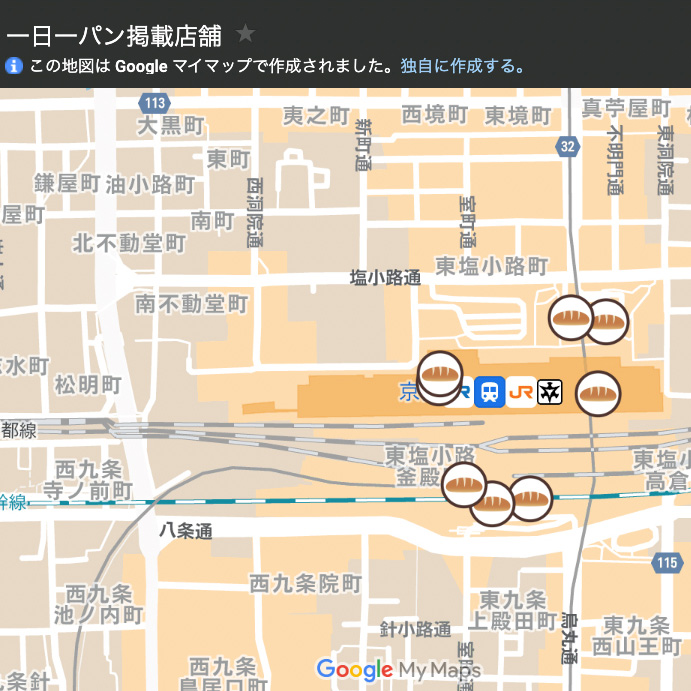 一日一パン掲載店舗
この地図は Google マイマップで作成されました。独自に作成する。
113
大黒町
夷之町
新町通
西境町
東境町
真苧屋町
32
不明門通
東洞院通
東町
鎌屋町
油小路町
西洞院通
屋町
南町
室町通
北不動堂町
東塩小路町
塩小路通
南不動堂町
水町
松明町
京
JR
都線
東塩小路
釜殿
西九条
寺ノ前町
高倉
幹線
八条通
115
西九条院町
西九条
池ノ内町
東九条
上殿田町
烏丸通
東九条
西山王町
針小路通
九条針
西九条
鳥居口町
Google My Maps